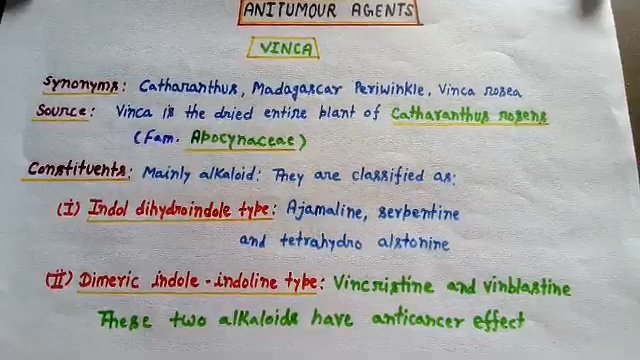 ANITUMOUR AGENTS
VINCA
Synonyms: Catharanthus, Madagascar Periwinkle, Vinca rosea
Source: Vinca is the dried entire plant of Catharanthus roseus
(Fam. Apocynaceae)
Constituents: Mainly alkaloid: They are classified as:
(i) Indol dihydroindole type: Ajamaline, serpentine
and tetrahydro alstonine
(ii) Dimeric indole-indoline type: Vincristine and vinblastine
These two alkaloids have anticancer effect